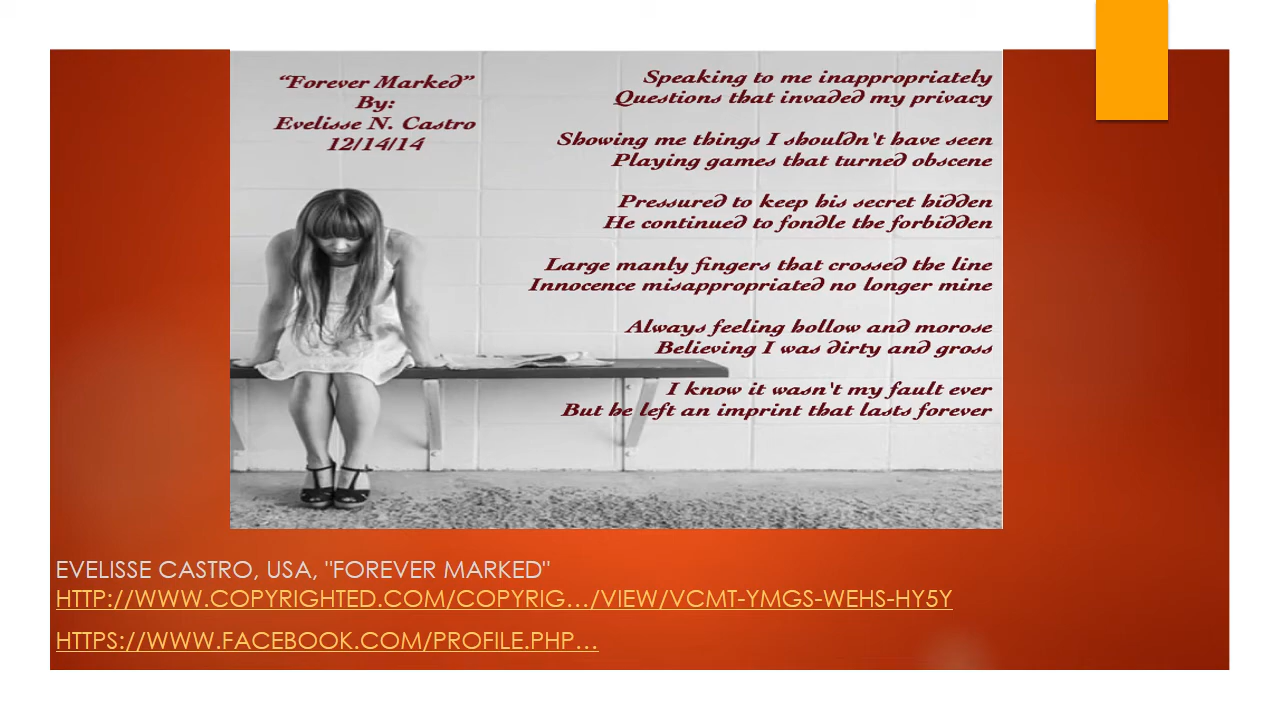 “Forever Marked”
By:
Evelisse N. Castro
12/14/14
Speaking to me inappropriately
Questions that invaded my privacy
Showing me things I shouldn't have seen
Playing games that turned obscene
Pressured to keep his secret hidden
He continued to fondle the forbidden
Large manly fingers that crossed the line
Innocence misappropriated no longer mine
Always feeling hollow and morose
Believing I was dirty and gross
I know it wasn't my fault ever
But he left an imprint that lasts forever
EVELISSE CASTRO, USA, "FOREVER MARKED"
HTTP://WWW.COPYRIGHTED.COM/COPYRIG…/VIEW/VCMT-YMGS-WEHS-HY5Y
HTTPS://WWW.FACEBOOK.COM/PROFILE.PHP…